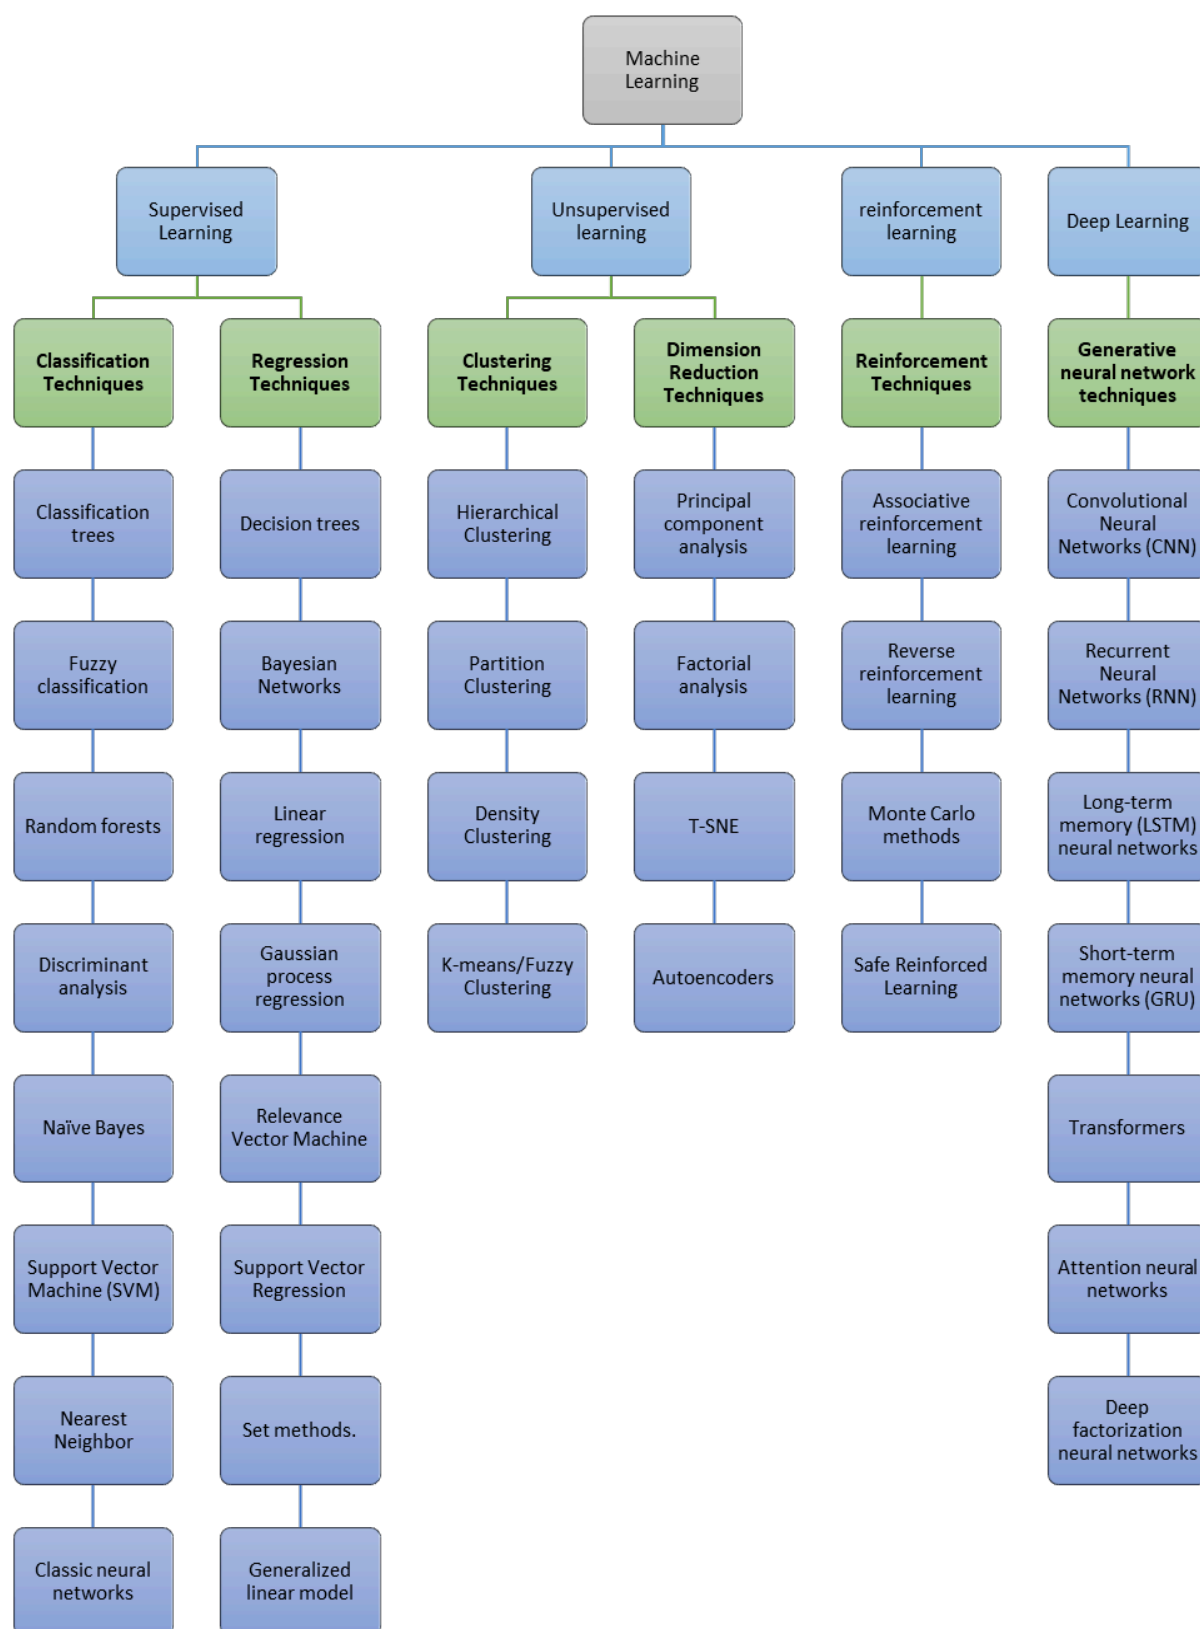 Machine
Learning
Supervised
Learning
Unsupervised
learning
reinforcement
learning
Deep Learning
Classification
Techniques
Regression
Techniques
Clustering
Techniques
Dimension
Reduction
Techniques
Reinforcement
Techniques
Generative
neural network
techniques
Classification
trees
Decision trees
Hierarchical
Clustering
Principal
component
analysis
Associative
reinforcement
learning
Convolutional
Neural
Networks (CNN)
Fuzzy
classification
Bayesian
Networks
Partition
Clustering
Factorial
analysis
Reverse
reinforcement
learning
Recurrent
Neural
Networks (RNN)
Random forests
Linear
regression
Density
Clustering
T-SNE
Monte Carlo
methods
Long-term
memory (LSTM)
neural networks
Discriminant
analysis
Gaussian
process
regression
K-means/Fuzzy
Clustering
Autoencoders
Safe Reinforced
Learning
Short-term
memory neural
networks (GRU)
Naïve Bayes
Relevance
Vector Machine
Transformers
Support Vector
Machine (SVM)
Support Vector
Regression
Attention neural
networks
Nearest
Neighbor
Set methods.
Deep
factorization
neural networks
Classic neural
networks
Generalized
linear model